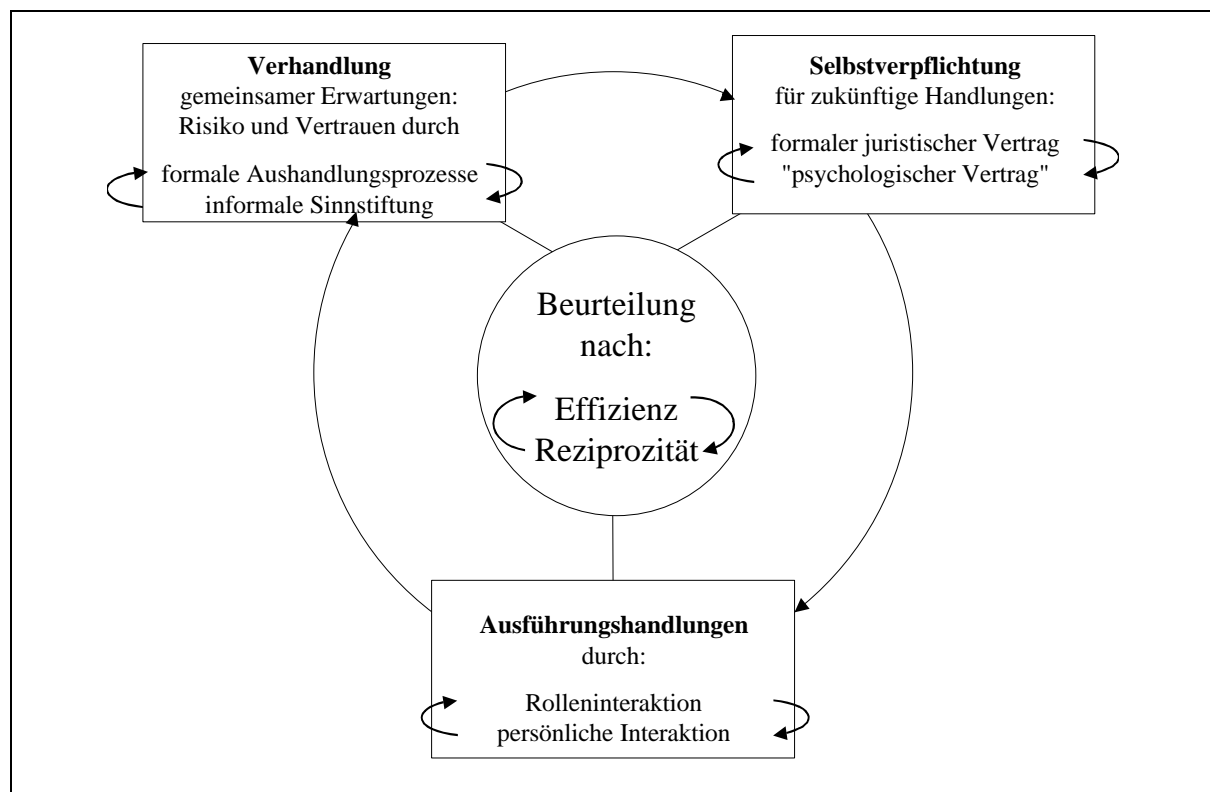 Verhandlung
gemeinsamer Erwartungen:
Risiko und Vertrauen durch
formale Aushandlungsprozesse
informale Sinnstiftung
Selbstverpflichtung
für zukünftige Handlungen:
formaler juristischer Vertrag
"psychologischer Vertrag"
Beurteilung
nach:
Effizienz
Reziprozität
Ausführungshandlungen
durch:
Rolleninteraktion
persönliche Interaktion